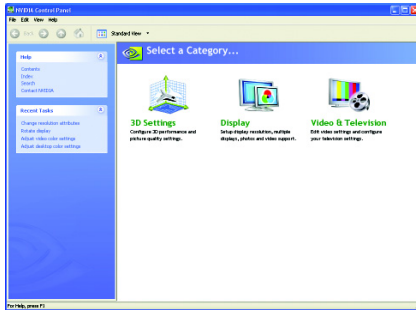 NVIDIA Control Panel
File Edit View Help
Back Standard View
Help
Contents
Index
Search
Contact NVIDIA
Recent Tasks
Change resolution attributes
Rotate display
Adjust video color settings
Adjust desktop color settings
Select a Category...
3D Settings
Configure 3D performance and
picture quality settings.
Display
Setup display resolution, multiple
displays, photos and video support.
Video & Television
Edit video settings and configure
your television settings.
For Help, press F1